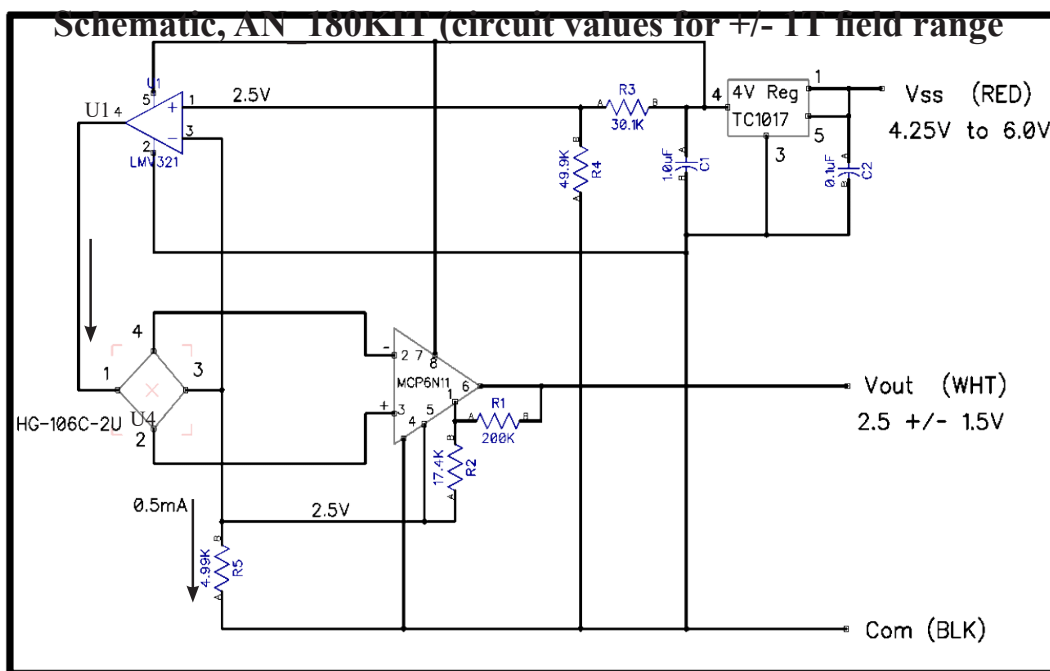 Schematic, AN_180KIT (circuit values for +/- 1T field range
U1
U1 4
5
1
+
3
-
2
LMV321
2.5V
R3
A
B
30.1K
4
4V Reg
TC1017
1
5
3
Vss (RED)
4.25V to 6.0V
B
49.9K
R4
A
A
1.0uF
C1
B
A
0.1uF
C2
B
4
1
3
HG-106C-2U
U4
2
-
2
7
8
MCP6N11
6
+
3
4
5
1
R1
A
B
200K
B
17.4K
R2
A
Vout (WHT)
2.5 +/- 1.5V
0.5mA
2.5V
B
4.99K
R5
A
Com (BLK)